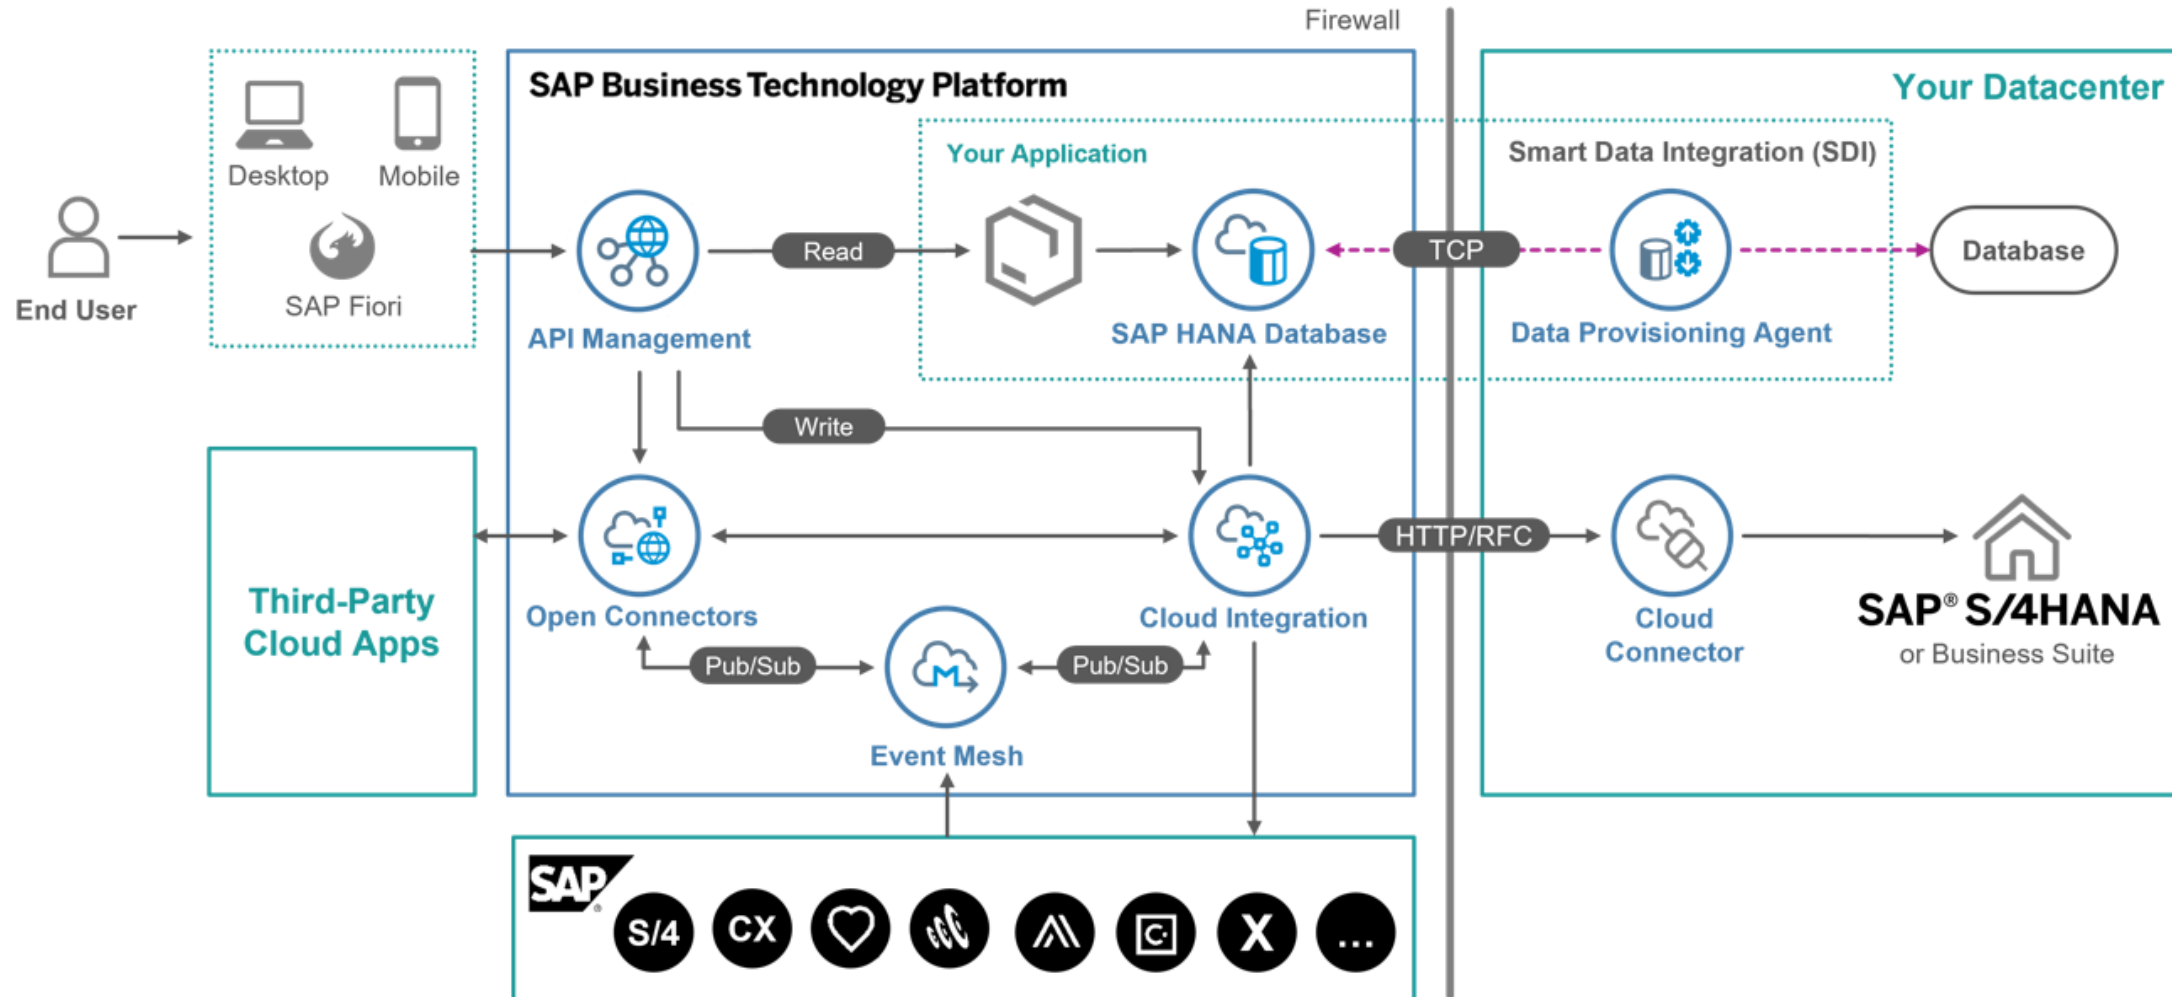 Firewall
SAP Business Technology Platform
Your Datacenter
Desktop
Mobile
Your Application
Smart Data Integration (SDI)
SAP Fiori
End User
Read
TCP
Database
API Management
SAP HANA Database
Data Provisioning Agent
Write
HTTP/RFC
Third-Party
Cloud Apps
Open Connectors
Cloud Integration
Cloud
Connector
SAP® S/4HANA
or Business Suite
Pub/Sub
Pub/Sub
Event Mesh
SAP®
S/4
CX
C·
X
...